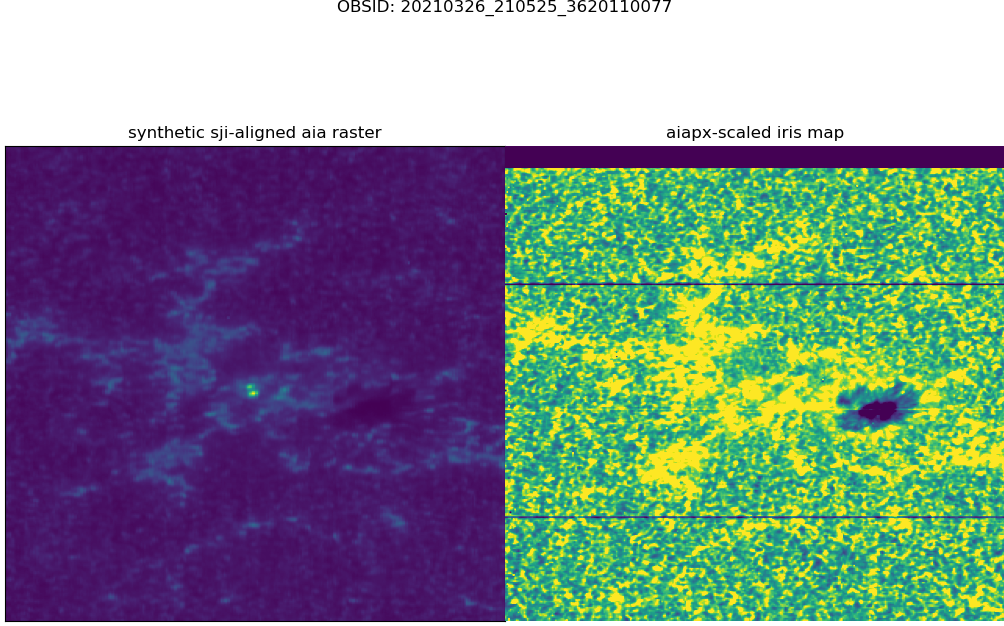 OBSID: 20210326_210525_3620110077
synthetic sji-aligned aia raster
aiapx-scaled iris map